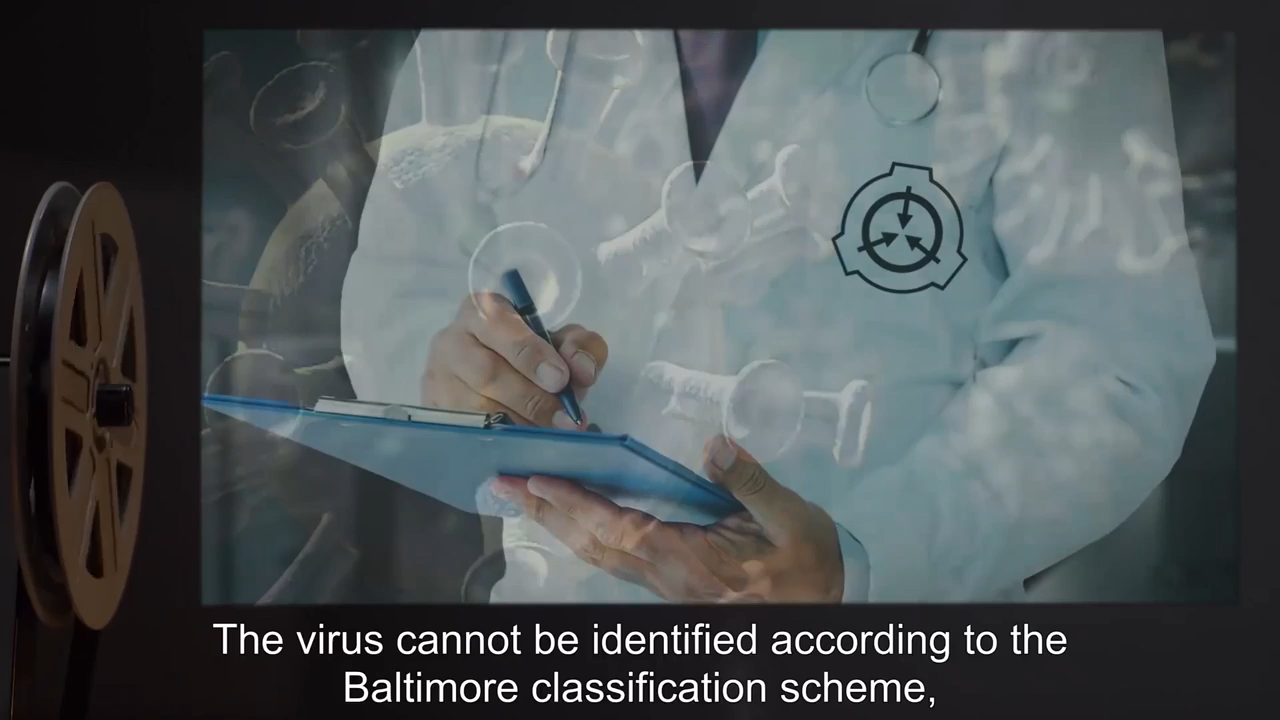 The virus cannot be identified according to the
Baltimore classification scheme,